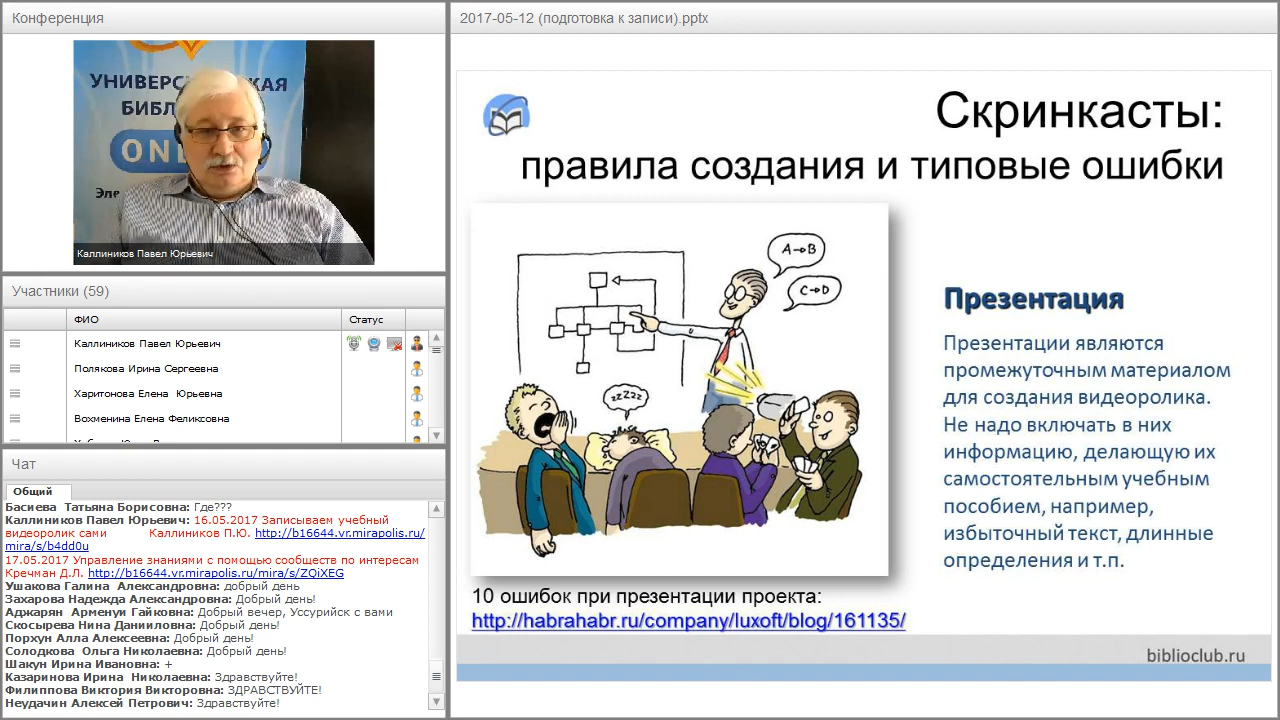 Конференция
УНИВЕРС КАЯ
БИБЛ
ONL
Эле
Каллиников Павел Юрьевич
Участники (59)
ФИО
Статус
Каллиников Павел Юрьевич
Полякова Ирина Сергеевна
Харитонова Елена Юрьевна
Вохменина Елена Феликсовна
Чат
Общий
Басиева Татьяна Борисовна: Где???
Каллиников Павел Юрьевич: 16.05.2017 Записываем учебный
видеоролик сами Каллиников П.Ю. http://b16644.vr.mirapolis.ru/
mira/s/b4dd0u
17.05.2017 Управление знаниями с помощью сообществ по интересам
Кречман Д.Л. http://b16644.vr.mirapolis.ru/mira/s/ZQiXEG
Ушакова Галина Александровна: добрый день
Захарова Надежда Александровна: Добрый день!
Аджарян Арменуи Гайковна: Добрый вечер, Уссурийск с вами
Скосырева Нина Данииловна: Добрый день!
Порхун Алла Алексеевна: Добрый день!
Солодкова Ольга Николаевна: Добрый день!
Шакун Ирина Ивановна: +
Казаринова Ирина Николаевна: Здравствуйте!
Филиппова Виктория Викторовна: ЗДРАВСТВУЙТЕ!
Неудачин Алексей Петрович: Здравствуйте!
2017-05-12 (подготовка к записи).pptx
Скринкасты:
правила создания и типовые ошибки
A→B
C→D
zzZzz
Презентация
Презентации являются
промежуточным материалом
для создания видеоролика.
Не надо включать в них
информацию, делающую их
самостоятельным учебным
пособием, например,
избыточный текст, длинные
определения и т.п.
10 ошибок при презентации проекта:
http://habrahabr.ru/company/luxoft/blog/161135/
biblioclub.ru